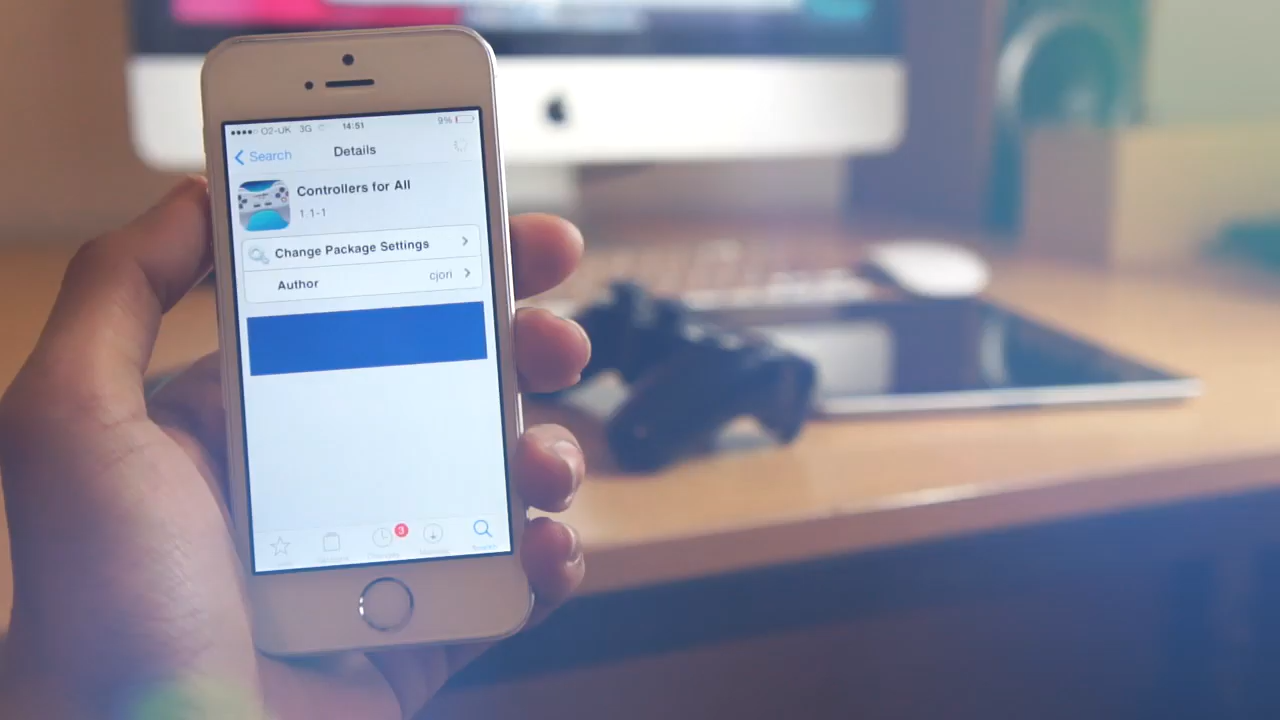 O2-UK 3G 14:51 9%
Search Details
Controllers for All
1.1-1
Change Package Settings
Author cjori
3